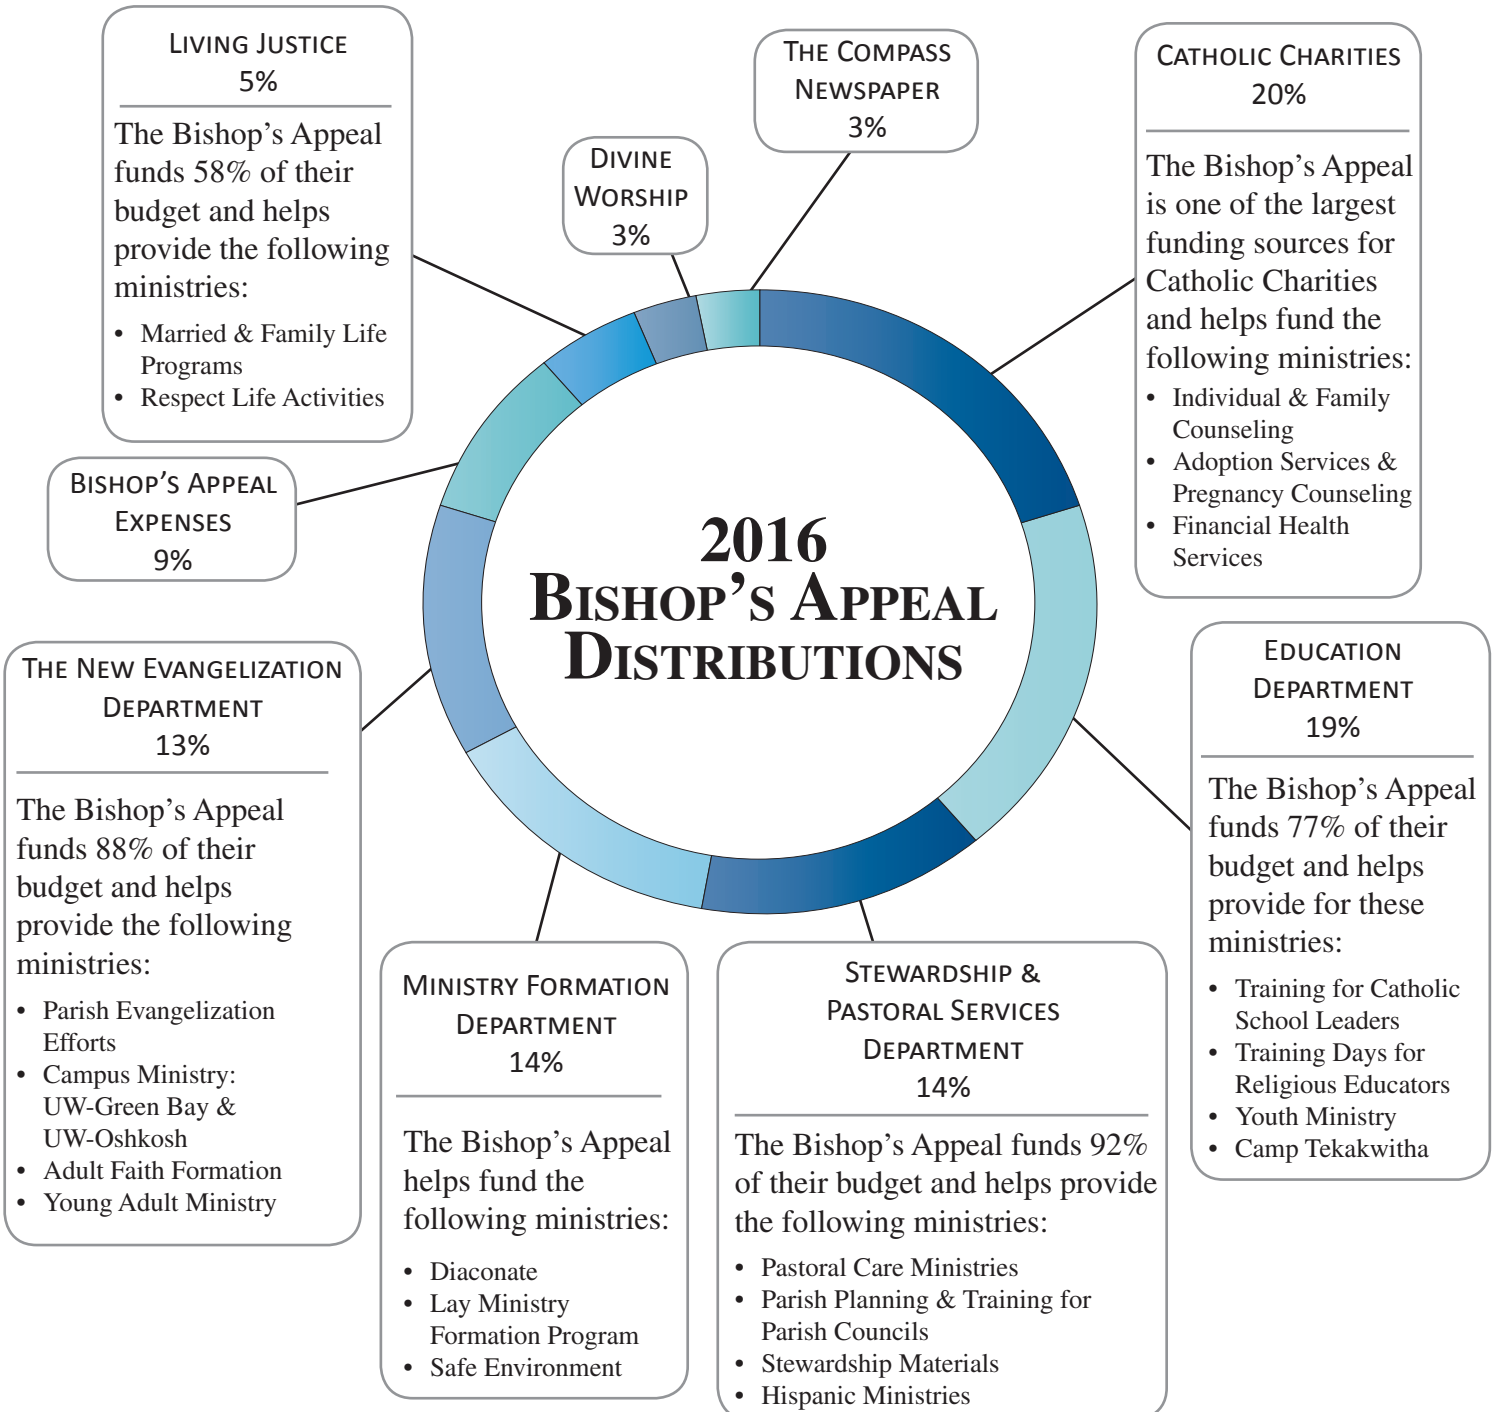 2016
BISHOP'S APPEAL
DISTRIBUTIONS
LIVING JUSTICE
5%
The Bishop's Appeal
funds 58% of their
budget and helps
provide the following
ministries:
• Married & Family Life
Programs
• Respect Life Activities
DIVINE
WORSHIP
3%
THE COMPASS
NEWSPAPER
3%
CATHOLIC CHARITIES
20%
The Bishop's Appeal
is one of the largest
funding sources for
Catholic Charities
and helps fund the
following ministries:
• Individual & Family
Counseling
• Adoption Services &
Pregnancy Counseling
• Financial Health
Services
BISHOP'S APPEAL
EXPENSES
9%
THE NEW EVANGELIZATION
DEPARTMENT
13%
The Bishop's Appeal
funds 88% of their
budget and helps
provide the following
ministries:
• Parish Evangelization
Efforts
• Campus Ministry:
UW-Green Bay &
UW-Oshkosh
• Adult Faith Formation
• Young Adult Ministry
MINISTRY FORMATION
DEPARTMENT
14%
The Bishop's Appeal
helps fund the
following ministries:
• Diaconate
• Lay Ministry
Formation Program
• Safe Environment
STEWARDSHIP &
PASTORAL SERVICES
DEPARTMENT
14%
The Bishop's Appeal funds 92%
of their budget and helps provide
the following ministries:
• Pastoral Care Ministries
• Parish Planning & Training for
Parish Councils
• Stewardship Materials
• Hispanic Ministries
EDUCATION
DEPARTMENT
19%
The Bishop's Appeal
funds 77% of their
budget and helps
provide for these
ministries:
• Training for Catholic
School Leaders
• Training Days for
Religious Educators
• Youth Ministry
• Camp Tekakwitha